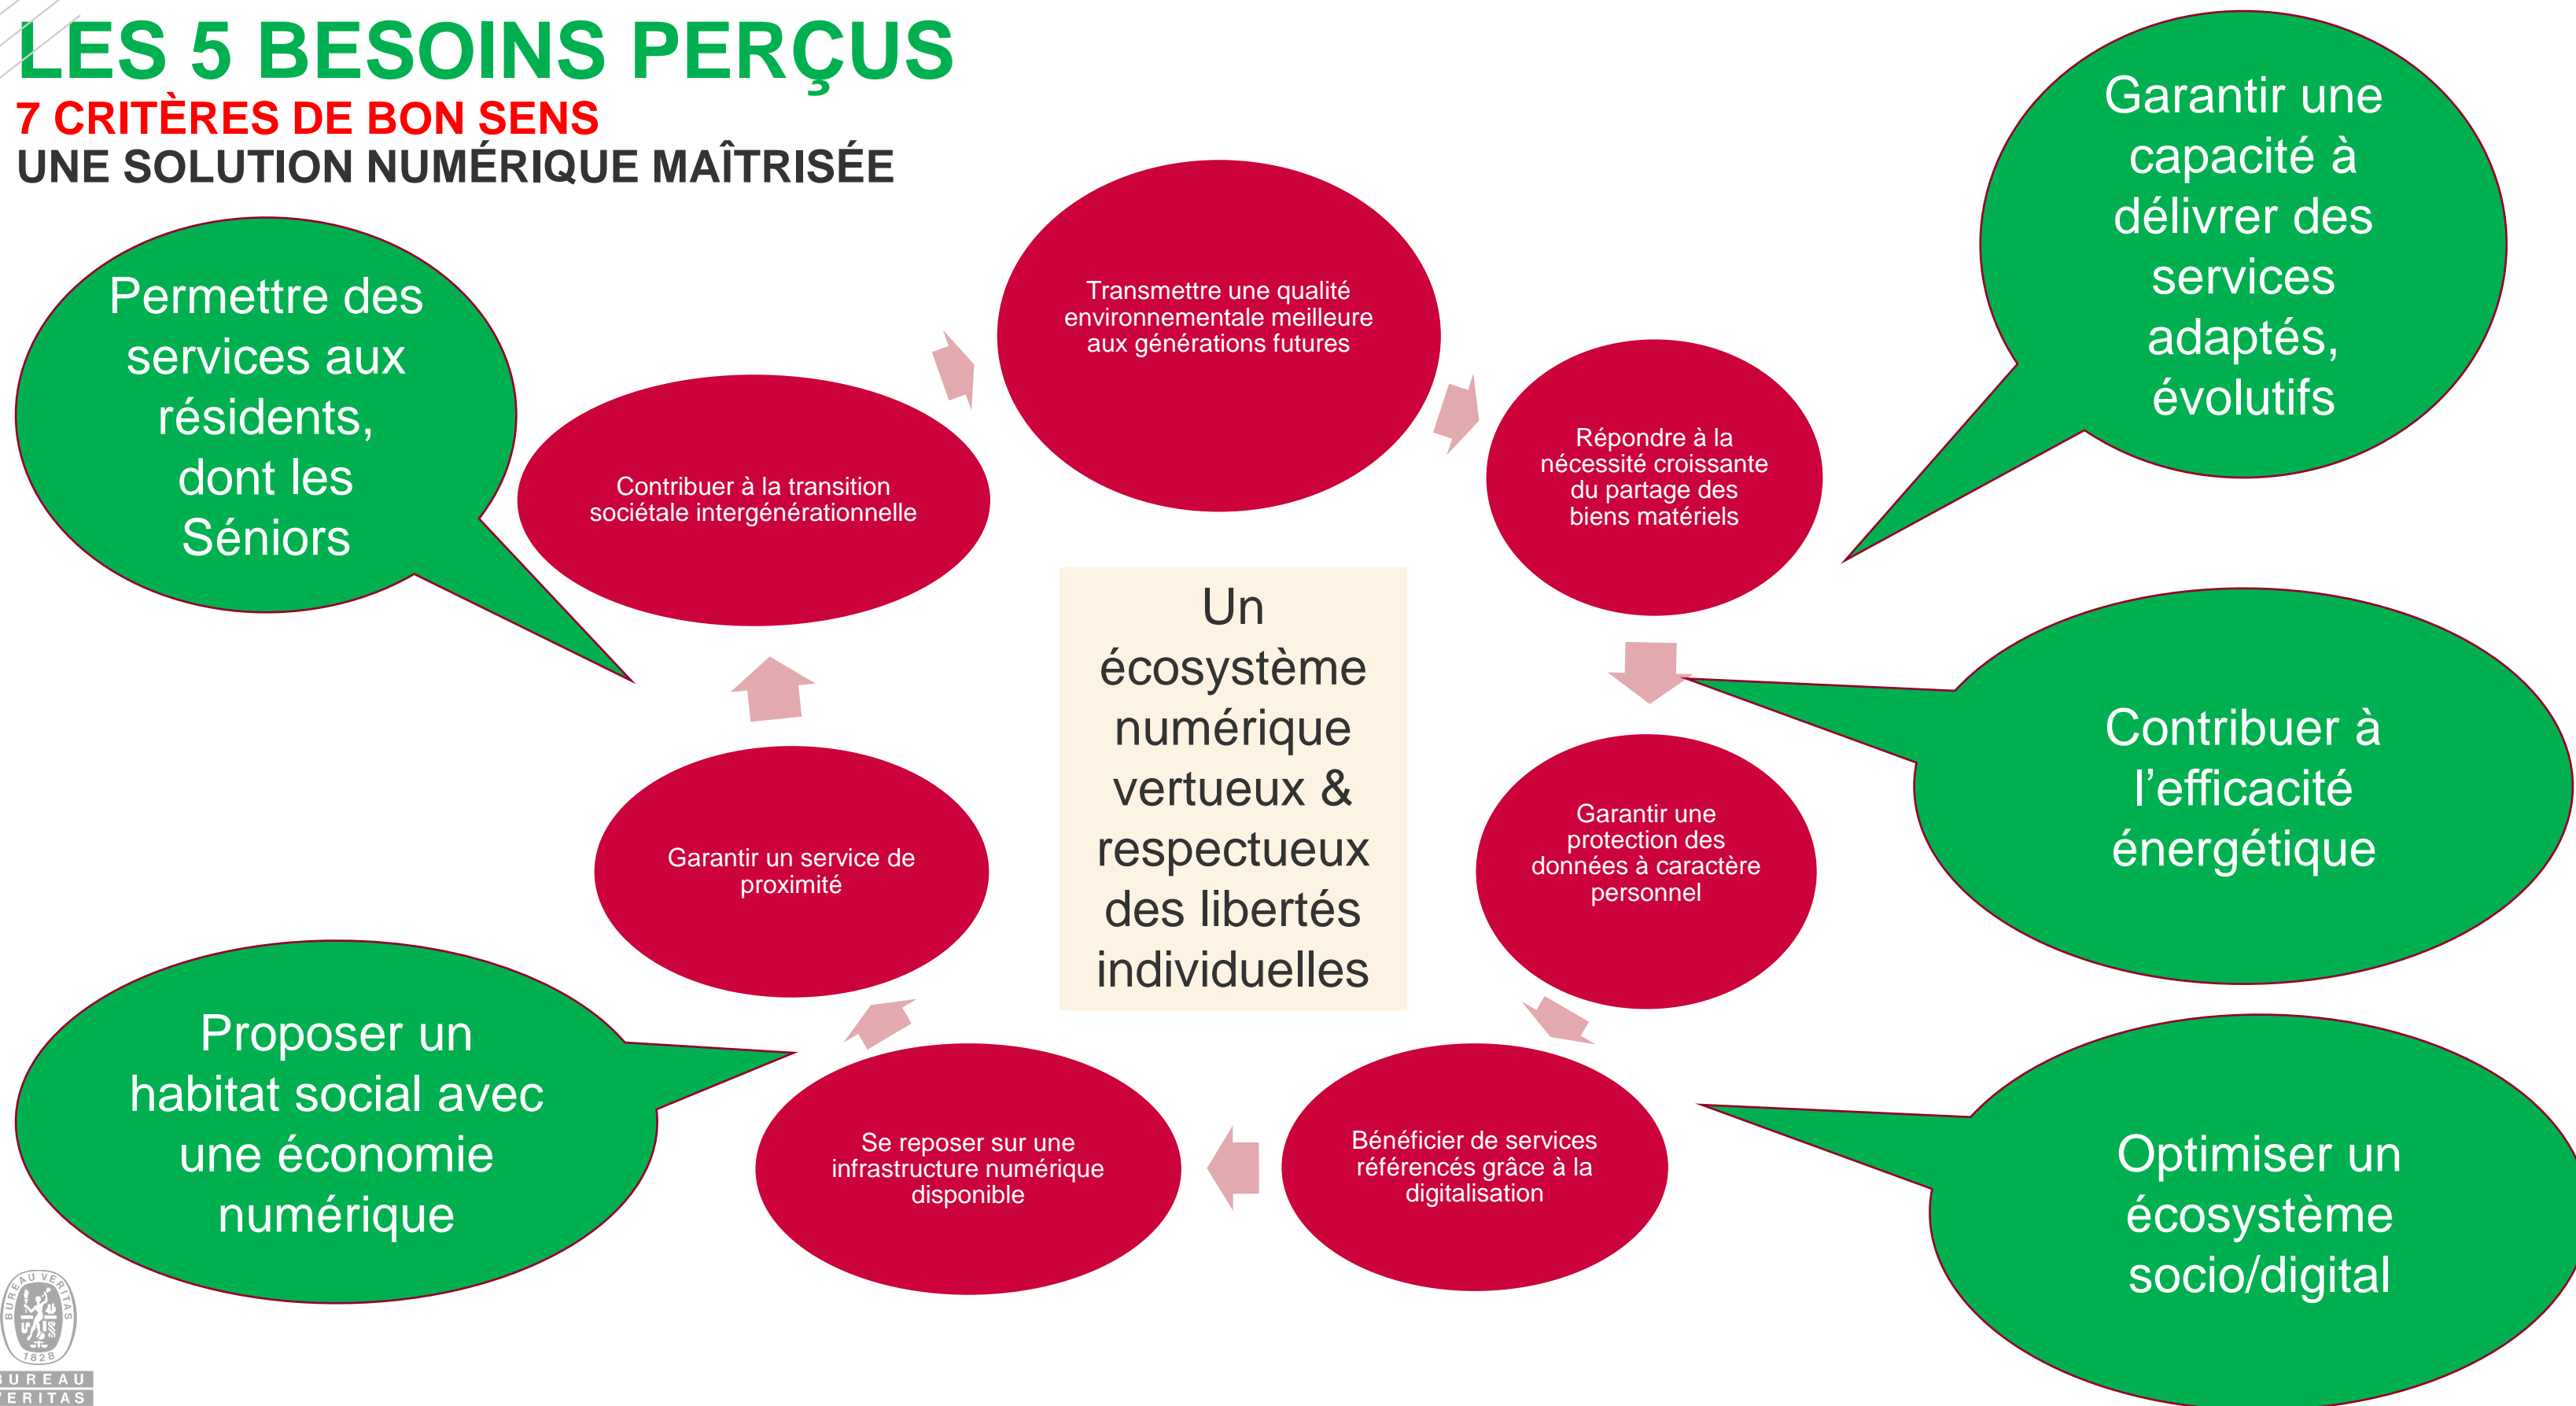 LES 5 BESOINS PERÇUS
7 CRITÈRES DE BON SENS
UNE SOLUTION NUMÉRIQUE MAÎTRISÉE
Permettre des
services aux
résidents,
dont les
Séniors
Contribuer à la transition
sociétale intergénérationnelle
Transmettre une qualité
environnementale meilleure
aux générations futures
Répondre à la
nécessité croissante
du partage des
biens matériels
Garantir une
capacité à
délivrer des
services
adaptés,
évolutifs
Un
écosystème
numérique
vertueux &
respectueux
des libertés
individuelles
Contribuer à
l’efficacité
énergétique
Garantir une
protection des
données à caractère
personnel
Garantir un service de
proximité
Proposer un
habitat social avec
une économie
numérique
Se reposer sur une
infrastructure numérique
disponible
Bénéficier de services
référencés grâce à la
digitalisation
Optimiser un
écosystème
socio/digital
BUREAU VERITAS
1828
BUREAU
VERITAS